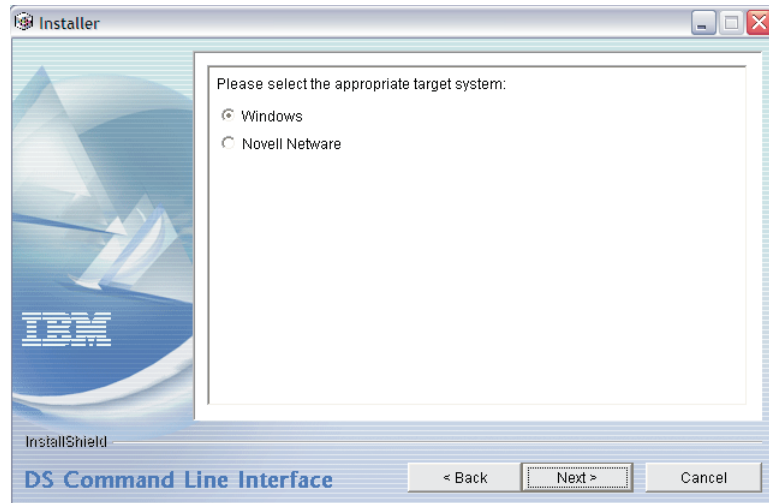 Installer
Please select the appropriate target system:
Windows
Novell Netware
IBM
InstallShield
DS Command Line Interface
< Back
Next >
Cancel